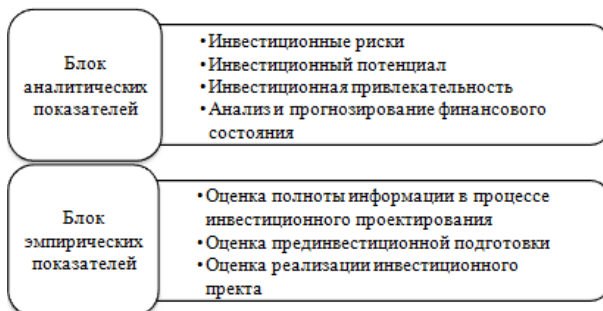 Блок
аналитических
показателей
•Инвестиционные риски
•Инвестиционный потенциал
•Инвестиционная привлекательность
•Анализ и прогнозирование финансового
состояния
Блок
эмпирических
показателей
•Оценка полноты информации в процессе
инвестиционного проектирования
•Оценка прединвестиционной подготовки
•Оценка реализации инвестиционного
пректа